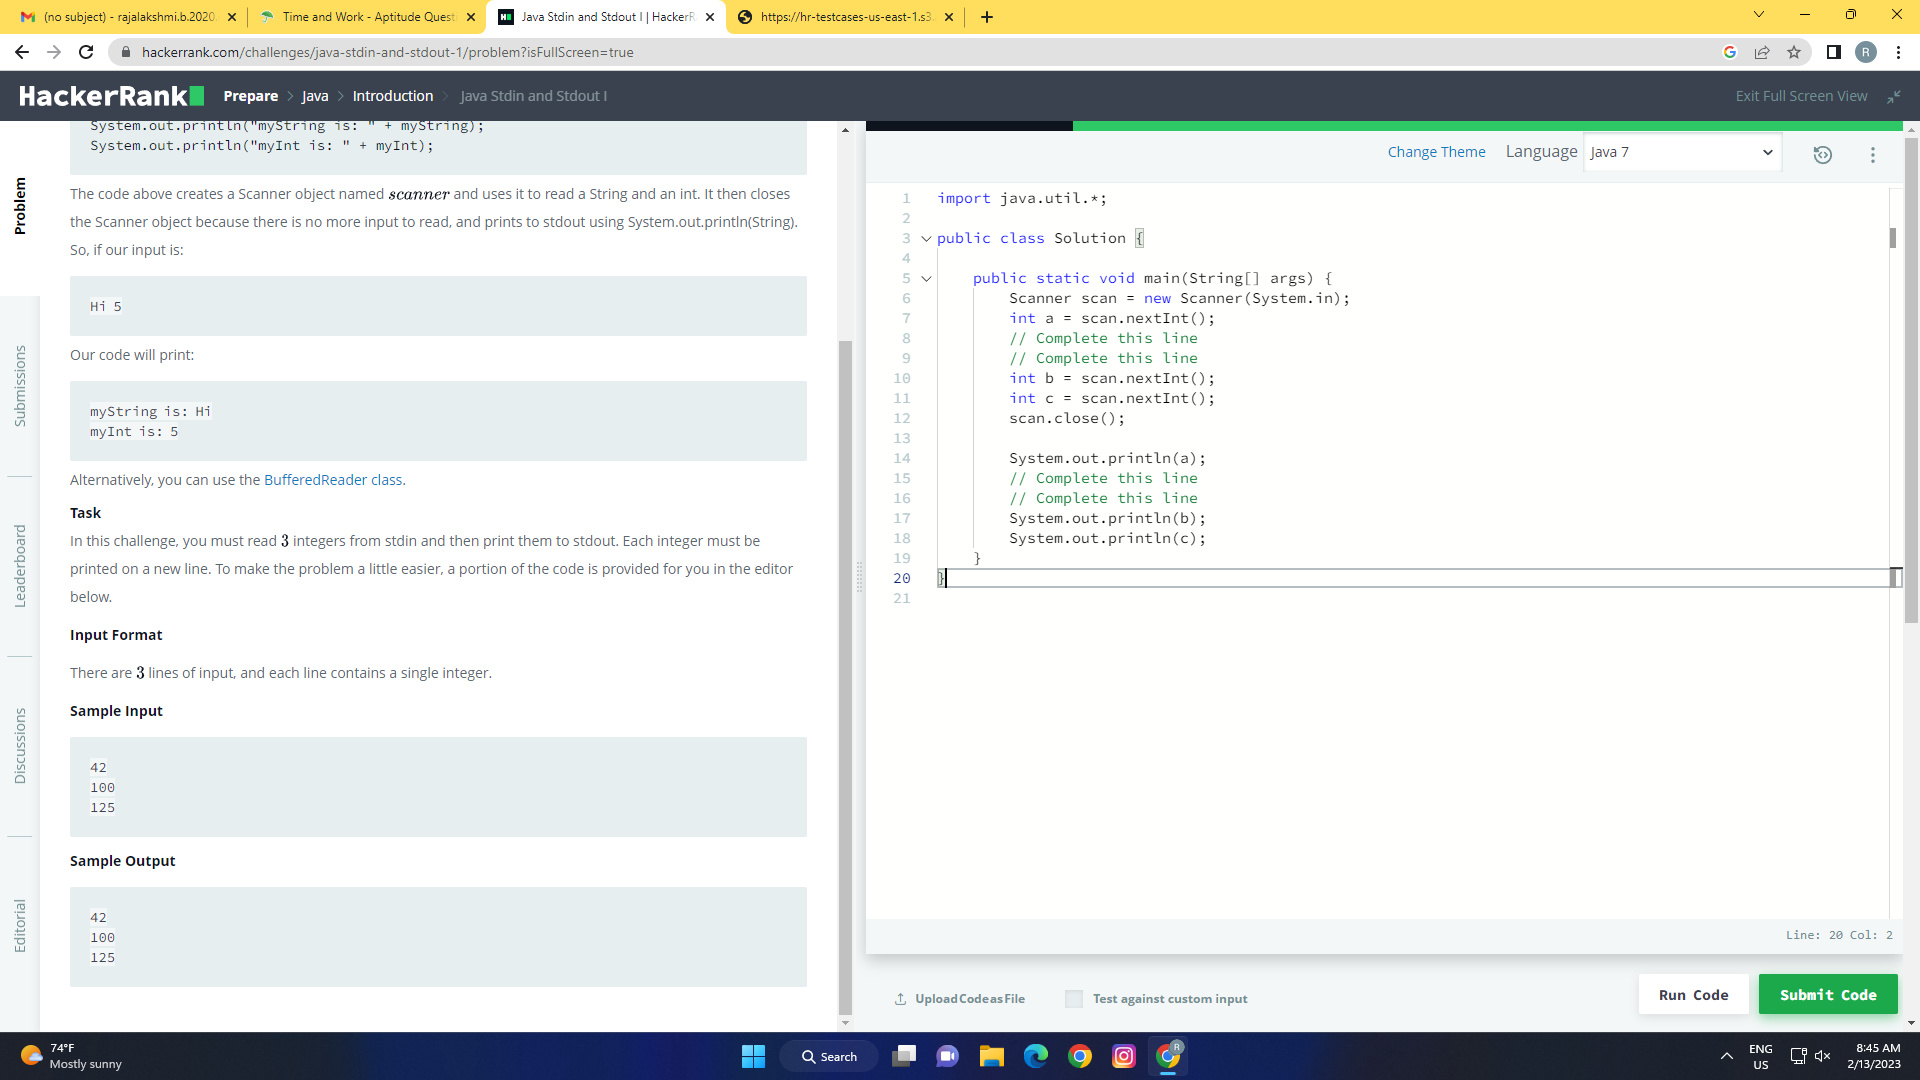 (no subject) - rajalakshmi.b.2020
Time and Work - Aptitude Quest
Java Stdin and Stdout I | HackerR
https://hr-testcases-us-east-1.s3.
hackerrank.com/challenges/java-stdin-and-stdout-1/problem?isFullScreen=true
R
HackerRank
Prepare > Java > Introduction > Java Stdin and Stdout I
Exit Full Screen View
Problem
Submissions
Leaderboard
Discussions
Editorial
System.out.println("myString is: " + myString);
System.out.println("myInt is: " + myInt);
The code above creates a Scanner object named scanner and uses it to read a String and an int. It then closes
the Scanner object because there is no more input to read, and prints to stdout using System.out.println(String).
So, if our input is:
Hi 5
Our code will print:
myString is: Hi
myInt is: 5
Alternatively, you can use the BufferedReader class.
Task
In this challenge, you must read 3 integers from stdin and then print them to stdout. Each integer must be
printed on a new line. To make the problem a little easier, a portion of the code is provided for you in the editor
below.
Input Format
There are 3 lines of input, and each line contains a single integer.
Sample Input
42
100
125
Sample Output
42
100
125
Change Theme Language Java 7
1 import java.util.*;
2
3 public class Solution {
4
5 public static void main(String[] args) {
6 Scanner scan = new Scanner(System.in);
7 int a = scan.nextInt();
8 // Complete this line
9 // Complete this line
10 int b = scan.nextInt();
11 int c = scan.nextInt();
12 scan.close();
13
14 System.out.println(a);
15 // Complete this line
16 // Complete this line
17 System.out.println(b);
18 System.out.println(c);
19 }
20 }
21
Line: 20 Col: 2
Upload Code as File
Test against custom input
Run Code
Submit Code
74°F
Mostly sunny
Search
R
ENG
US
8:45 AM
2/13/2023